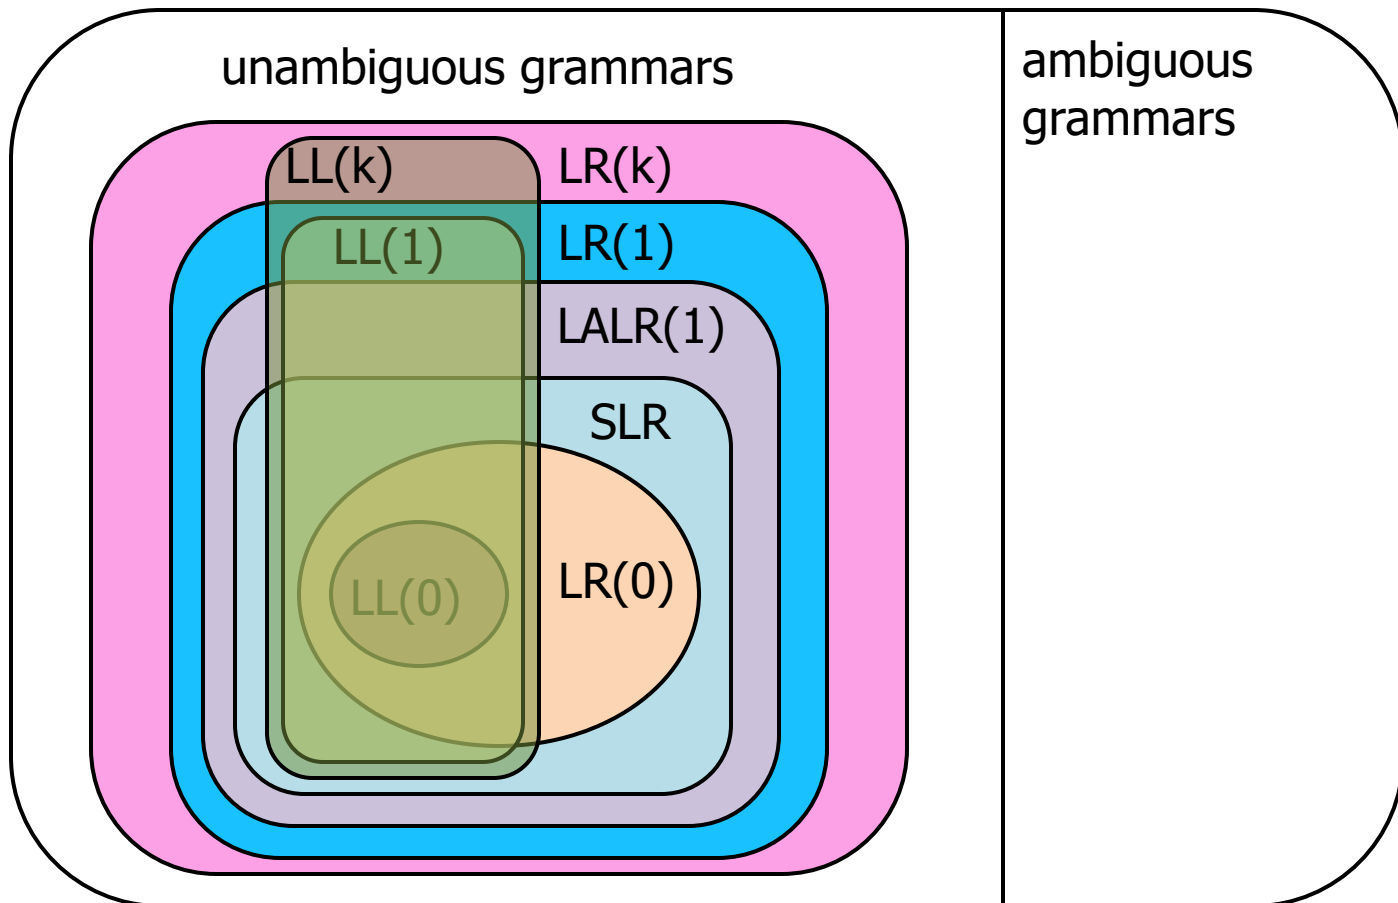 unambiguous grammars
ambiguous
grammars
LL(k)
LR(k)
LL(1)
LR(1)
LALR(1)
SLR
LL(0)
LR(0)